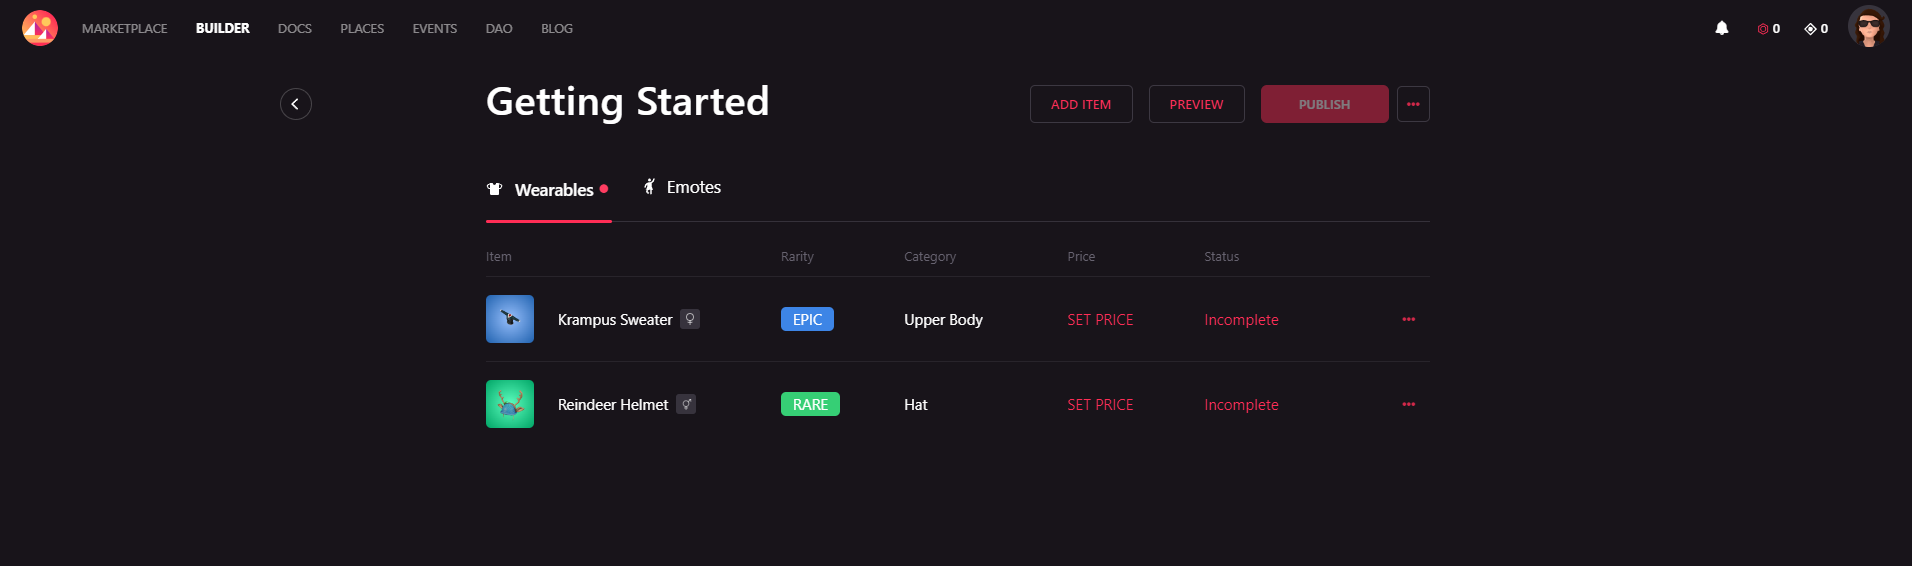 MARKETPLACE BUILDER DOCS PLACES EVENTS DAO BLOG 0 0
Getting Started ADD ITEM PREVIEW PUBLISH
Wearables Emotes
Item Rarity Category Price Status
Krampus Sweater EPIC Upper Body SET PRICE Incomplete
Reindeer Helmet RARE Hat SET PRICE Incomplete